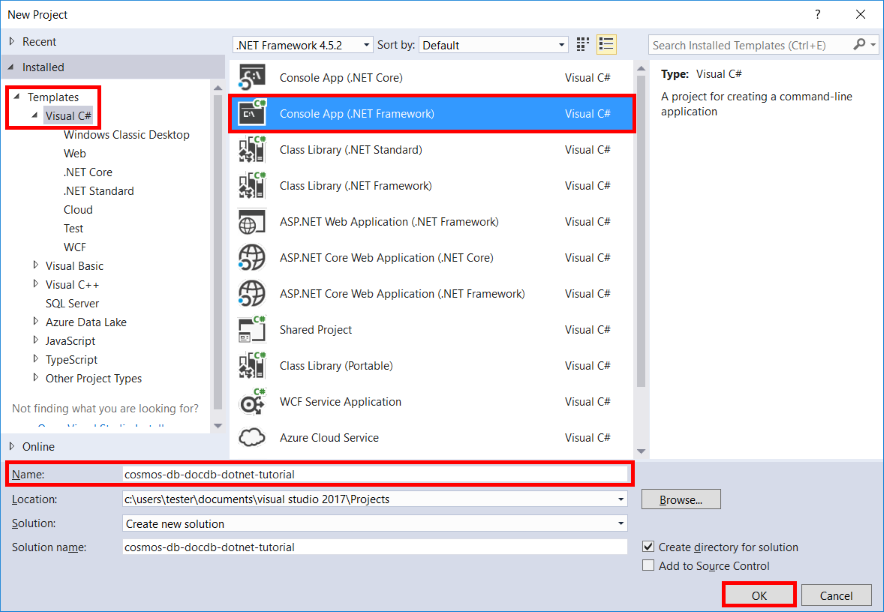 New Project
?
Recent
Installed
Templates
Visual C#
Windows Classic Desktop
Web
.NET Core
.NET Standard
Cloud
Test
WCF
Visual Basic
Visual C++
SQL Server
Azure Data Lake
JavaScript
TypeScript
Other Project Types
Not finding what you are looking for?
Online
.NET Framework 4.5.2 Sort by: Default
Console App (.NET Core) Visual C#
Console App (.NET Framework) Visual C#
Class Library (.NET Standard) Visual C#
Class Library (.NET Framework) Visual C#
ASP.NET Web Application (.NET Framework) Visual C#
ASP.NET Core Web Application (.NET Core) Visual C#
ASP.NET Core Web Application (.NET Framework) Visual C#
Shared Project Visual C#
Class Library (Portable) Visual C#
WCF Service Application Visual C#
Azure Cloud Service Visual C#
Search Installed Templates (Ctrl+E)
Type: Visual C#
A project for creating a command-line
application
Name: cosmos-db-docdb-dotnet-tutorial
Location: c:\users\tester\documents\visual studio 2017\Projects
Browse...
Solution: Create new solution
Solution name: cosmos-db-docdb-dotnet-tutorial
Create directory for solution
Add to Source Control
OK Cancel